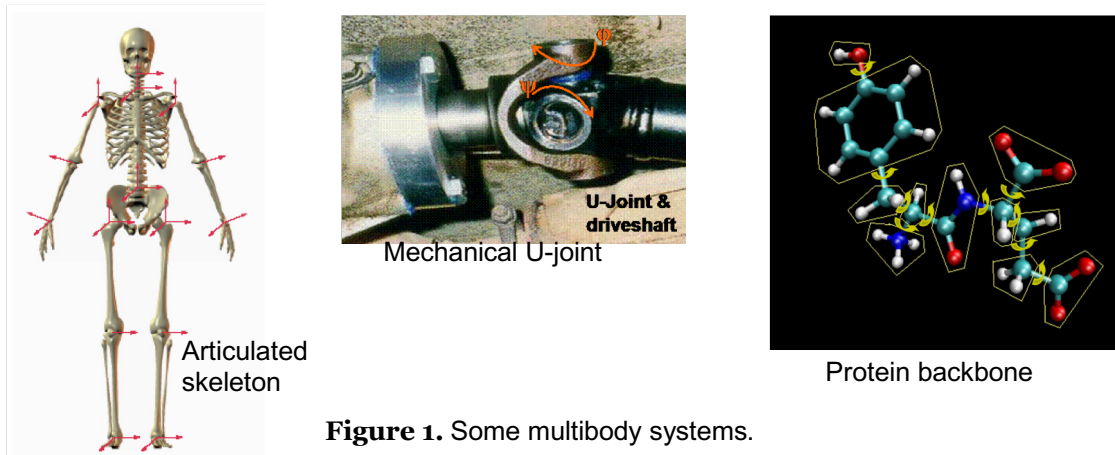 φ
ψ
U-Joint &
driveshaft
Mechanical U-joint
Articulated
skeleton
Protein backbone
Figure 1. Some multibody systems.